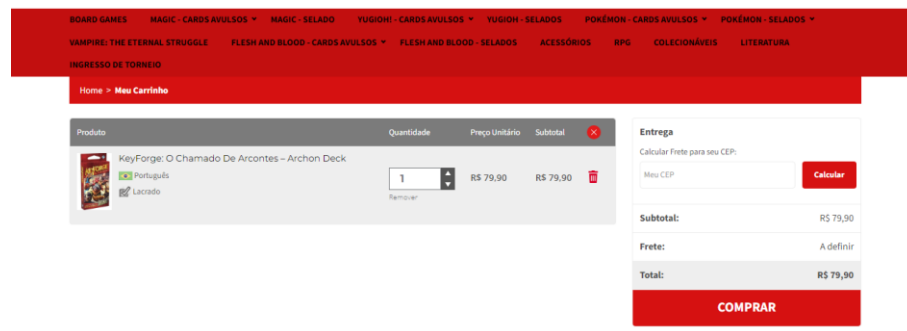 BOARD GAMES MAGIC - CARDS AVULSOS MAGIC - SELADO YUGIOH! - CARDS AVULSOS YUGIOH - SELADOS POKÉMON - CARDS AVULSOS POKÉMON - SELADOS
VAMPIRE: THE ETERNAL STRUGGLE FLESH AND BLOOD - CARDS AVULSOS FLESH AND BLOOD - SELADOS ACESSÓRIOS RPG COLECIONÁVEIS LITERATURA
INGRESSO DE TORNEIO
Home > Meu Carrinho
Produto Quantidade Preço Unitário Subtotal
KeyForge: O Chamado De Arcontes – Archon Deck
Português
Lacrado
1 R$ 79,90 R$ 79,90
Remover
Entrega
Calcular Frete para seu CEP:
Meu CEP Calcular
Subtotal: R$ 79,90
Frete: A definir
Total: R$ 79,90
COMPRAR